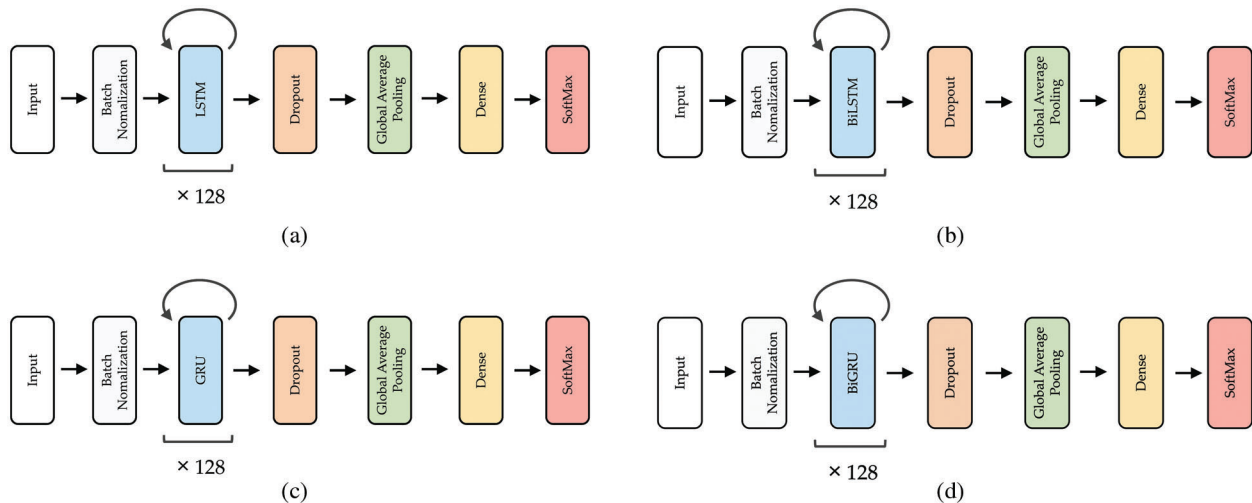 Input
Batch
Nomalization
LSTM
Dropout
Global Average
Pooling
Dense
SoftMax
× 128
(a)
Input
Batch
Nomalization
BiLSTM
Dropout
Global Average
Pooling
Dense
SoftMax
× 128
(b)
Input
Batch
Nomalization
GRU
Dropout
Global Average
Pooling
Dense
SoftMax
× 128
(c)
Input
Batch
Nomalization
BiGRU
Dropout
Global Average
Pooling
Dense
SoftMax
× 128
(d)